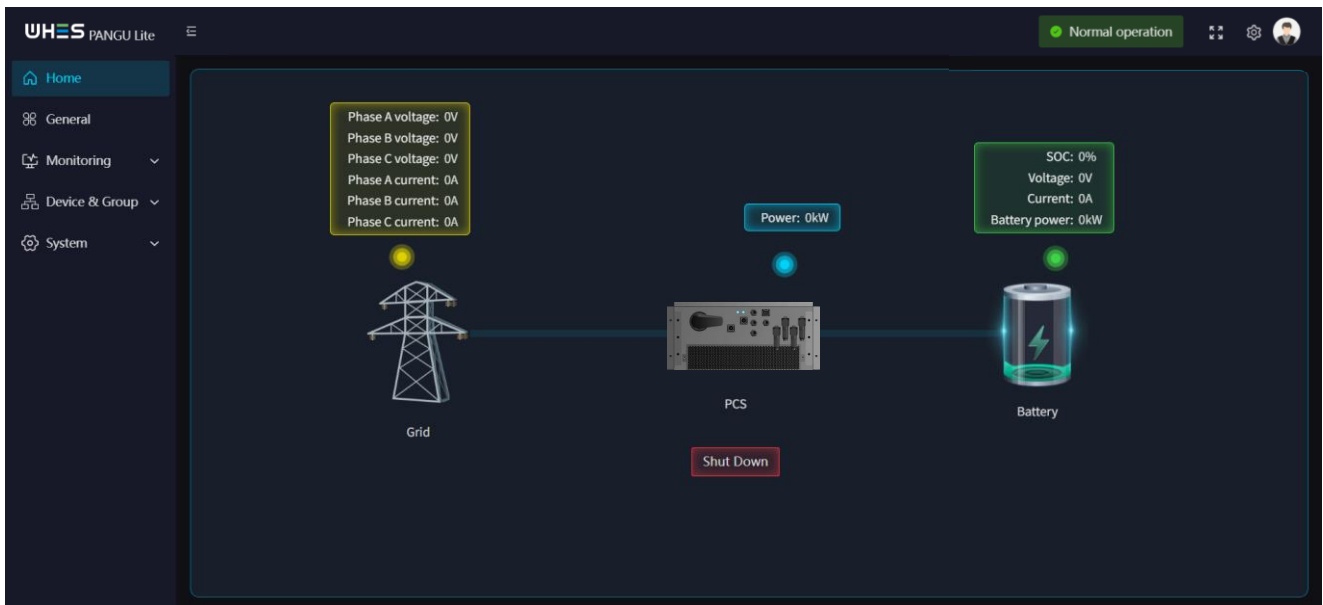 WHES PANGU Lite
Normal operation
Home
General
Monitoring
Device & Group
System
Phase A voltage: 0V
Phase B voltage: 0V
Phase C voltage: 0V
Phase A current: 0A
Phase B current: 0A
Phase C current: 0A
Power: 0kW
SOC: 0%
Voltage: 0V
Current: 0A
Battery power: 0kW
Grid
PCS
Battery
Shut Down